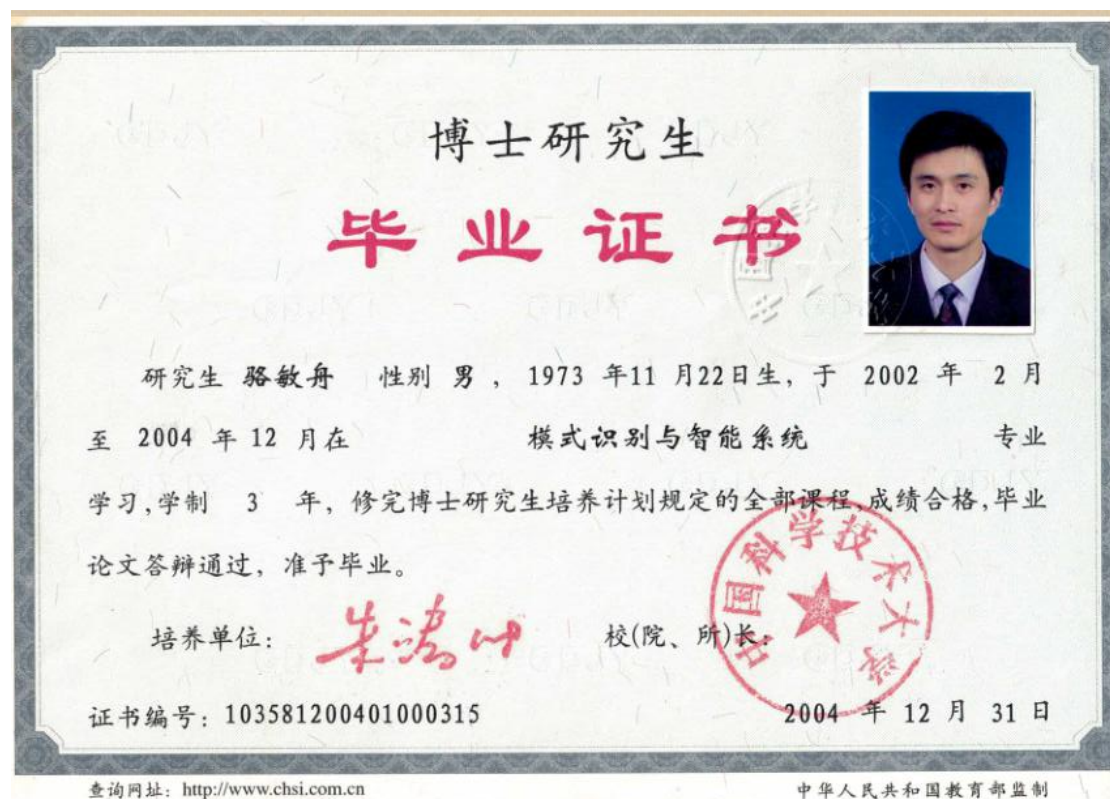 博士研究生
毕业证书
研究生 骆敏舟 性别 男 , 1973 年11 月22日生, 于 2002 年 2 月
至 2004 年 12 月在 模式识别与智能系统 专业
学习,学制 3 年, 修完博士研究生培养计划规定的全部课程,成绩合格,毕业
论文答辩通过, 准予毕业。
培养单位: 朱清时 校(院、所)长:
中国科学技术大学
证书编号: 103581200401000315 2004 年 12 月 31 日
查询网址: http://www.chsi.com.cn 中华人民共和国教育部监制